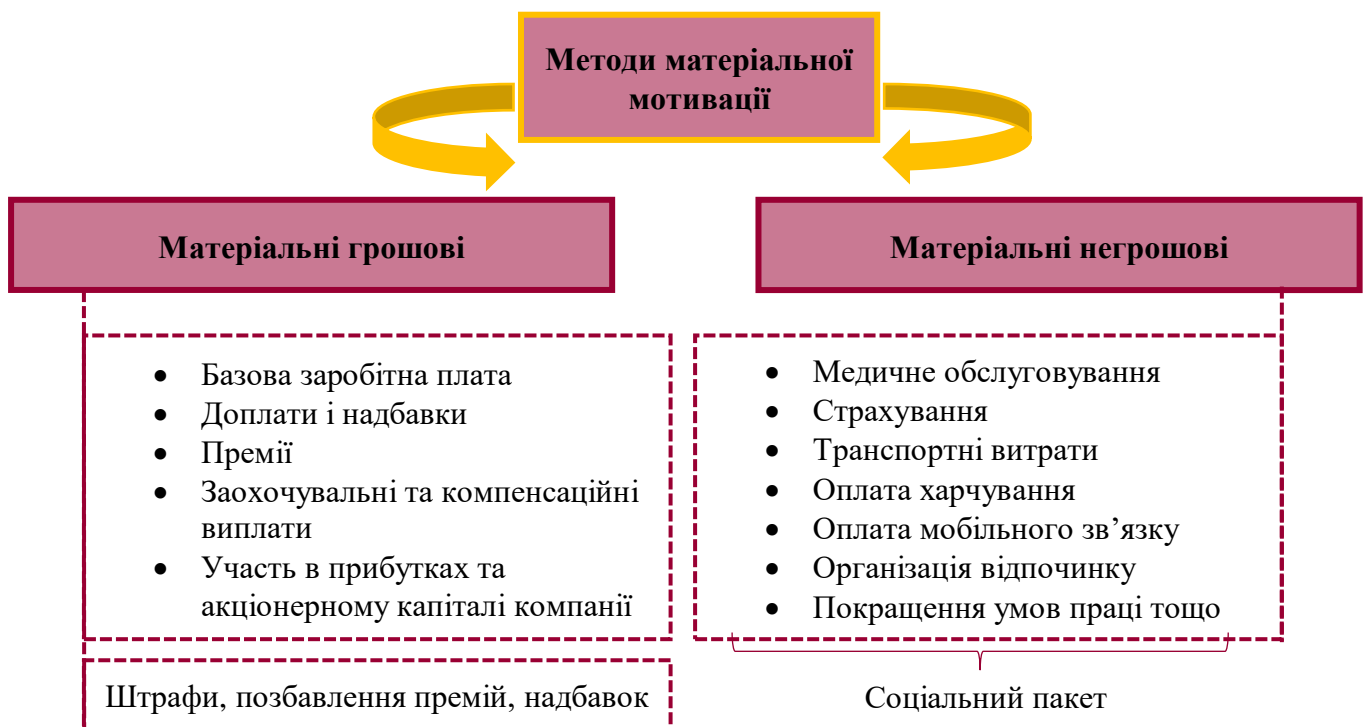 Методи матеріальної
мотивації
Матеріальні грошові
Матеріальні негрошові
• Базова заробітна плата
• Доплати і надбавки
• Премії
• Заохочувальні та компенсаційні
виплати
• Участь в прибутках та
акціонерному капіталі компанії
• Медичне обслуговування
• Страхування
• Транспортні витрати
• Оплата харчування
• Оплата мобільного зв’язку
• Організація відпочинку
• Покращення умов праці тощо
Штрафи, позбавлення премій, надбавок
Соціальний пакет